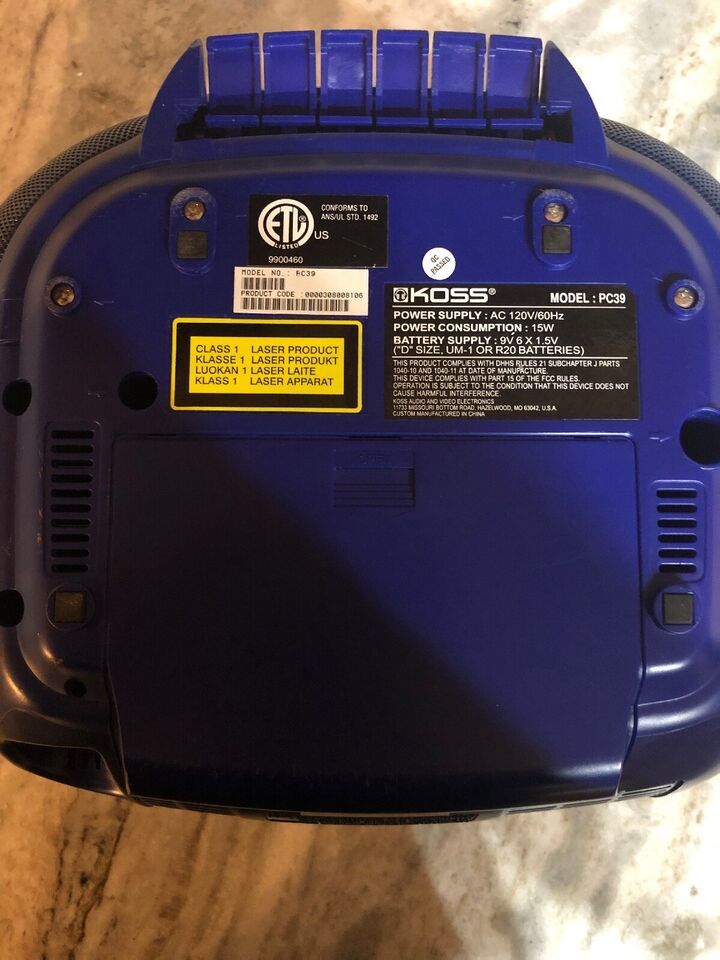 ETL
LISTED
US
CONFORMS TO
ANS/UL STD. 1492
9900460
QC
PASSED
MODEL NO. : PC39
PRODUCT CODE : 0000308008106
CLASS 1 LASER PRODUCT
KLASSE 1 LASER PRODUKT
LUOKAN 1 LASER LAITE
KLASS 1 LASER APPARAT
KOSS® MODEL : PC39
POWER SUPPLY : AC 120V/60Hz
POWER CONSUMPTION : 15W
BATTERY SUPPLY : 9V 6 X 1.5V
("D" SIZE, UM-1 OR R20 BATTERIES)
THIS PRODUCT COMPLIES WITH DHHS RULES 21 SUBCHAPTER J PARTS
1040-10 AND 1040-11 AT DATE OF MANUFACTURE.
THIS DEVICE COMPLIES WITH PART 15 OF THE FCC RULES.
OPERATION IS SUBJECT TO THE CONDITION THAT THIS DEVICE DOES NOT
CAUSE HARMFUL INTERFERENCE.
KOSS AUDIO AND VIDEO ELECTRONICS
11733 MISSOURI BOTTOM ROAD, HAZELWOOD, MO 63042, U.S.A.
CUSTOM MANUFACTURED IN CHINA
OPEN